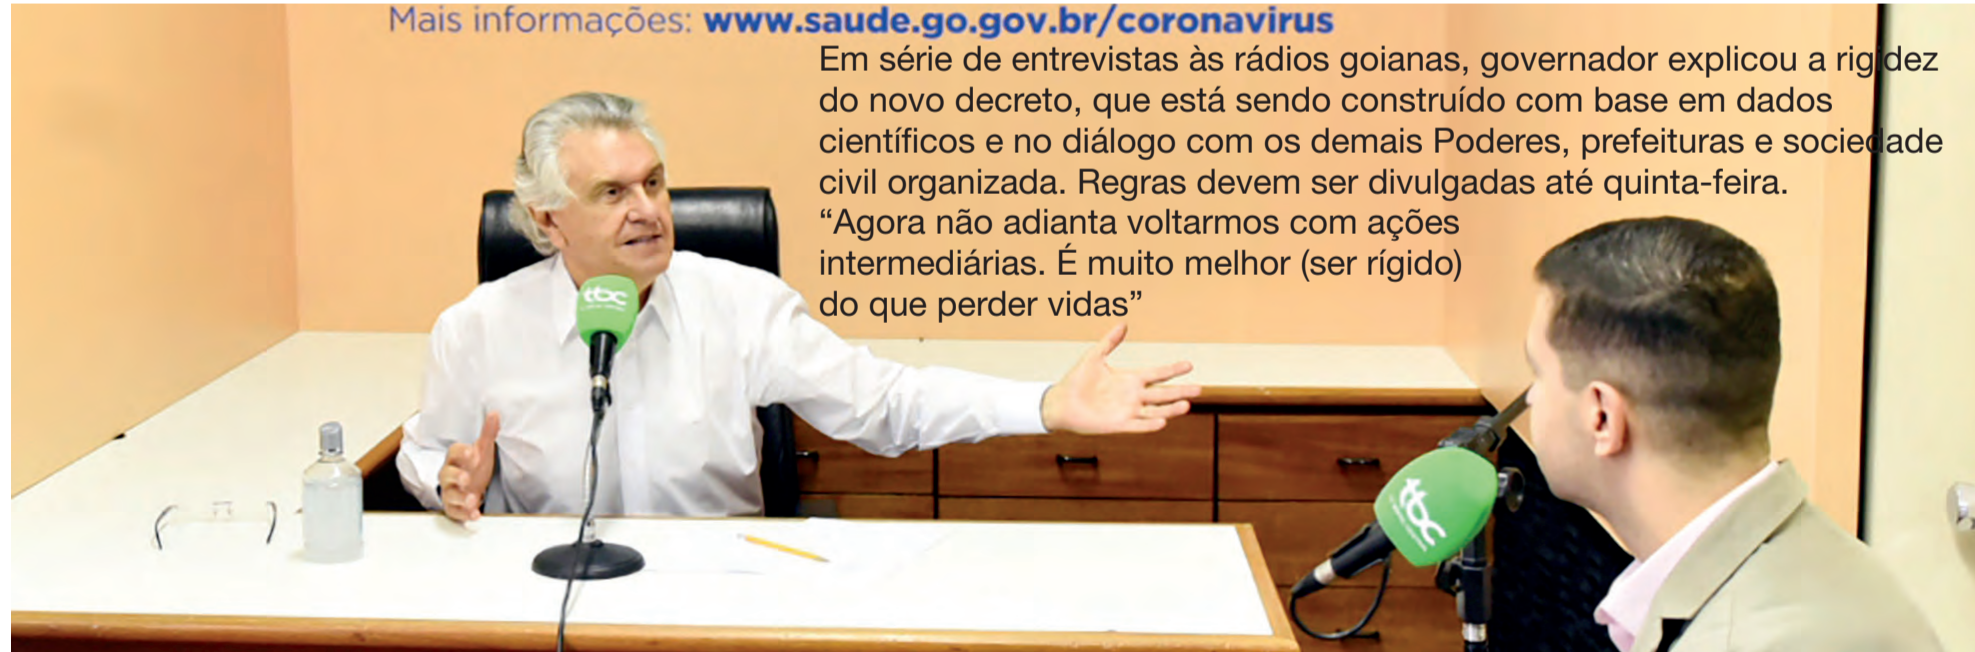 Mais informações: www.saude.go.gov.br/coronavirus
Em série de entrevistas às rádios goianas, governador explicou a rigidez
do novo decreto, que está sendo construído com base em dados
científicos e no diálogo com os demais Poderes, prefeituras e sociedade
civil organizada. Regras devem ser divulgadas até quinta-feira.
“Agora não adianta voltarmos com ações
intermediárias. É muito melhor (ser rígido)
do que perder vidas”
tbc
tbc